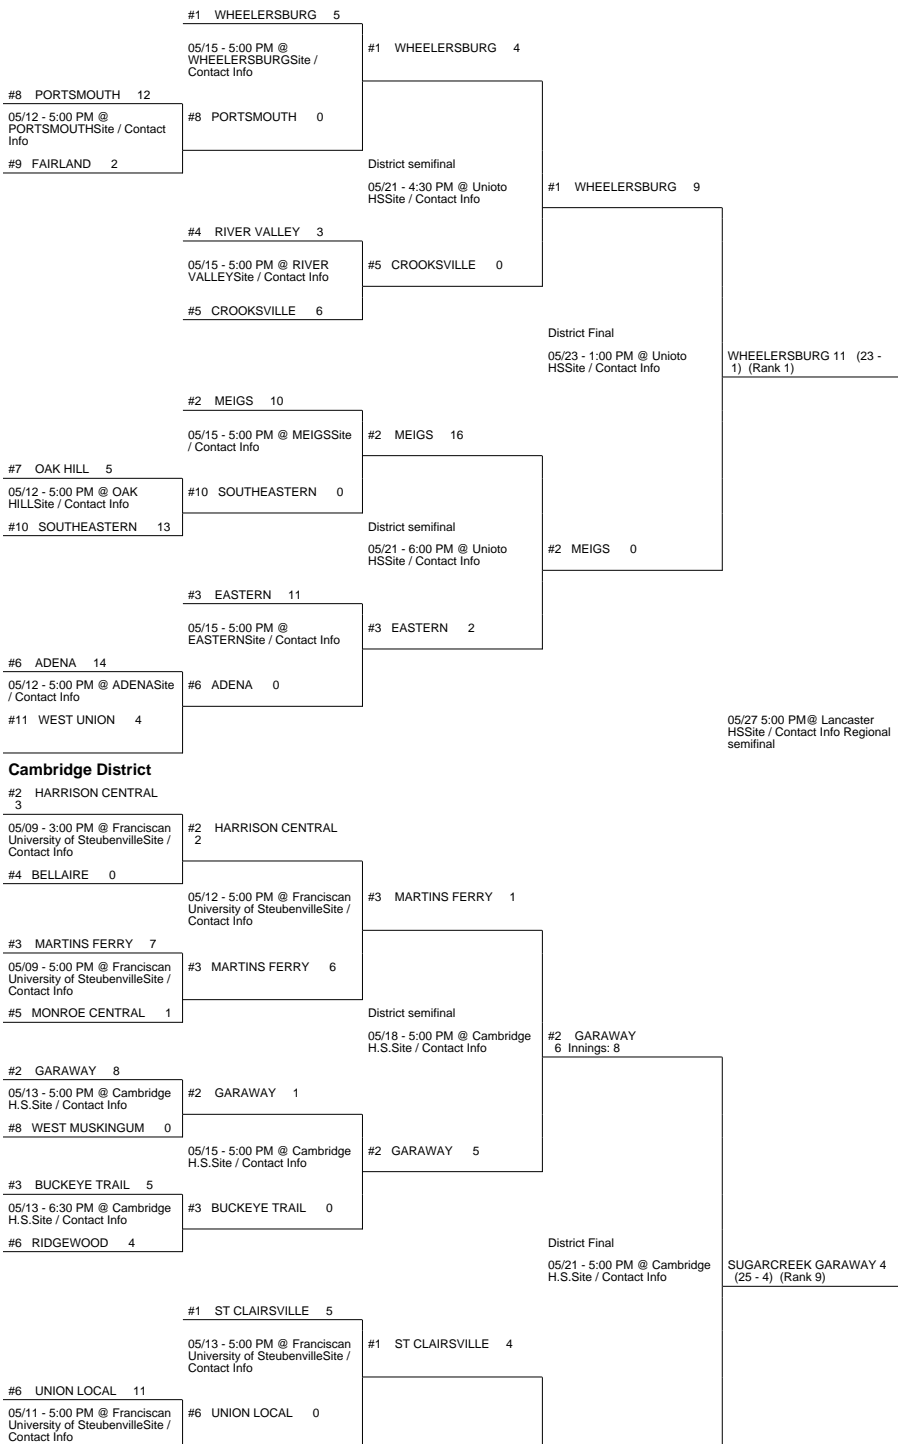 #1 WHEELERSBURG 5
05/15 - 5:00 PM @
WHEELERSBURGSite /
Contact Info
#1 WHEELERSBURG 4
#8 PORTSMOUTH 12
05/12 - 5:00 PM @
PORTSMOUTHSite / Contact
Info
#8 PORTSMOUTH 0
#9 FAIRLAND 2
District semifinal
05/21 - 4:30 PM @ Unioto
HSSite / Contact Info
#1 WHEELERSBURG 9
#4 RIVER VALLEY 3
05/15 - 5:00 PM @ RIVER
VALLEYSite / Contact Info
#5 CROOKSVILLE 0
#5 CROOKSVILLE 6
District Final
05/23 - 1:00 PM @ Unioto
HSSite / Contact Info
WHEELERSBURG 11 (23 -
1) (Rank 1)
#2 MEIGS 10
05/15 - 5:00 PM @ MEIGSSite
/ Contact Info
#2 MEIGS 16
#7 OAK HILL 5
05/12 - 5:00 PM @ OAK
HILLSite / Contact Info
#10 SOUTHEASTERN 0
#10 SOUTHEASTERN 13
District semifinal
05/21 - 6:00 PM @ Unioto
HSSite / Contact Info
#2 MEIGS 0
#3 EASTERN 11
05/15 - 5:00 PM @
EASTERNSite / Contact Info
#3 EASTERN 2
#6 ADENA 14
05/12 - 5:00 PM @ ADENASite
/ Contact Info
#6 ADENA 0
#11 WEST UNION 4
05/27 5:00 PM@ Lancaster
HSSite / Contact Info Regional
semifinal
Cambridge District
#2 HARRISON CENTRAL
3
05/09 - 3:00 PM @ Franciscan
University of SteubenvilleSite /
Contact Info
#2 HARRISON CENTRAL
2
#4 BELLAIRE 0
05/12 - 5:00 PM @ Franciscan
University of SteubenvilleSite /
Contact Info
#3 MARTINS FERRY 1
#3 MARTINS FERRY 7
05/09 - 5:00 PM @ Franciscan
University of SteubenvilleSite /
Contact Info
#3 MARTINS FERRY 6
#5 MONROE CENTRAL 1
District semifinal
05/18 - 5:00 PM @ Cambridge
H.S.Site / Contact Info
#2 GARAWAY
6 Innings: 8
#2 GARAWAY 8
05/13 - 5:00 PM @ Cambridge
H.S.Site / Contact Info
#2 GARAWAY 1
#8 WEST MUSKINGUM 0
05/15 - 5:00 PM @ Cambridge
H.S.Site / Contact Info
#2 GARAWAY 5
#3 BUCKEYE TRAIL 5
05/13 - 6:30 PM @ Cambridge
H.S.Site / Contact Info
#3 BUCKEYE TRAIL 0
#6 RIDGEWOOD 4
District Final
05/21 - 5:00 PM @ Cambridge
H.S.Site / Contact Info
SUGARCREEK GARAWAY 4
(25 - 4) (Rank 9)
#1 ST CLAIRSVILLE 5
05/13 - 5:00 PM @ Franciscan
University of SteubenvilleSite /
Contact Info
#1 ST CLAIRSVILLE 4
#6 UNION LOCAL 11
05/11 - 5:00 PM @ Franciscan
University of SteubenvilleSite /
Contact Info
#6 UNION LOCAL 0